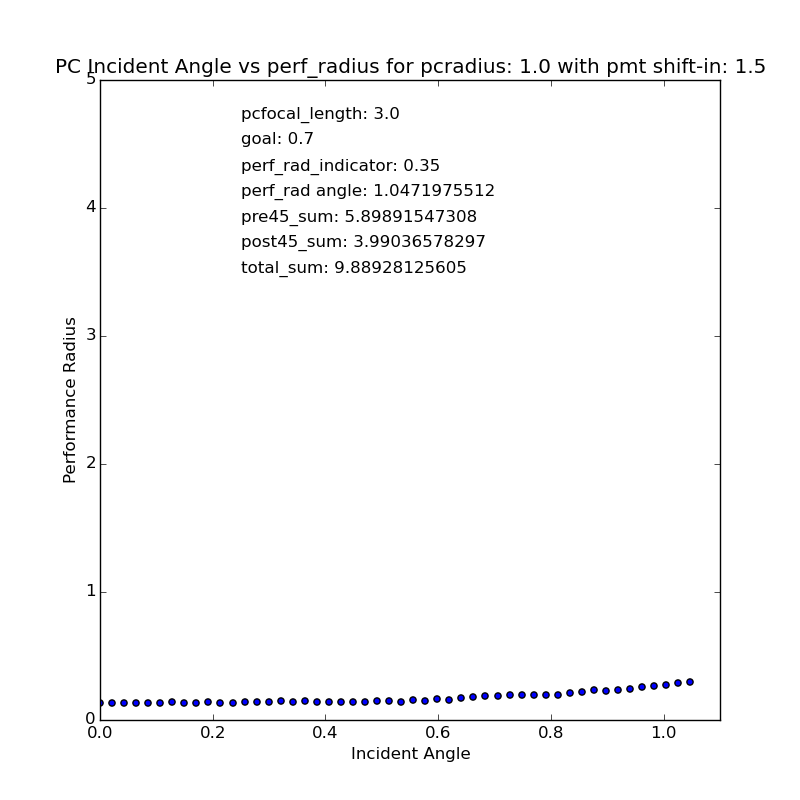 PC Incident Angle vs perf_radius for pcradius: 1.0 with pmt shift-in: 1.5
pcfocal_length: 3.0
goal: 0.7
perf_rad_indicator: 0.35
perf_rad angle: 1.0471975512
pre45_sum: 5.89891547308
post45_sum: 3.99036578297
total_sum: 9.88928125605
Performance Radius
5
4
3
2
1
0
0.0 0.2 0.4 0.6 0.8 1.0
Incident Angle